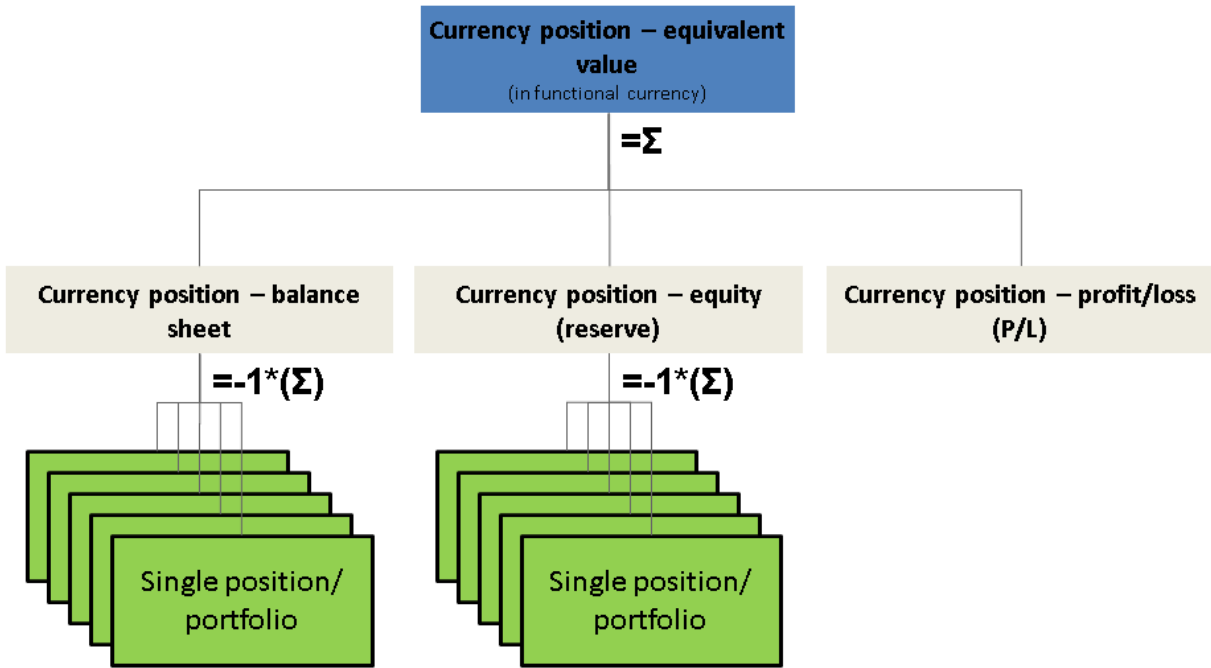 Currency position – equivalent
value
(in functional currency)
=Σ
Currency position – balance
sheet
Currency position – equity
(reserve)
Currency position – profit/loss
(P/L)
=-1*(Σ)
=-1*(Σ)
Single position/
portfolio
Single position/
portfolio